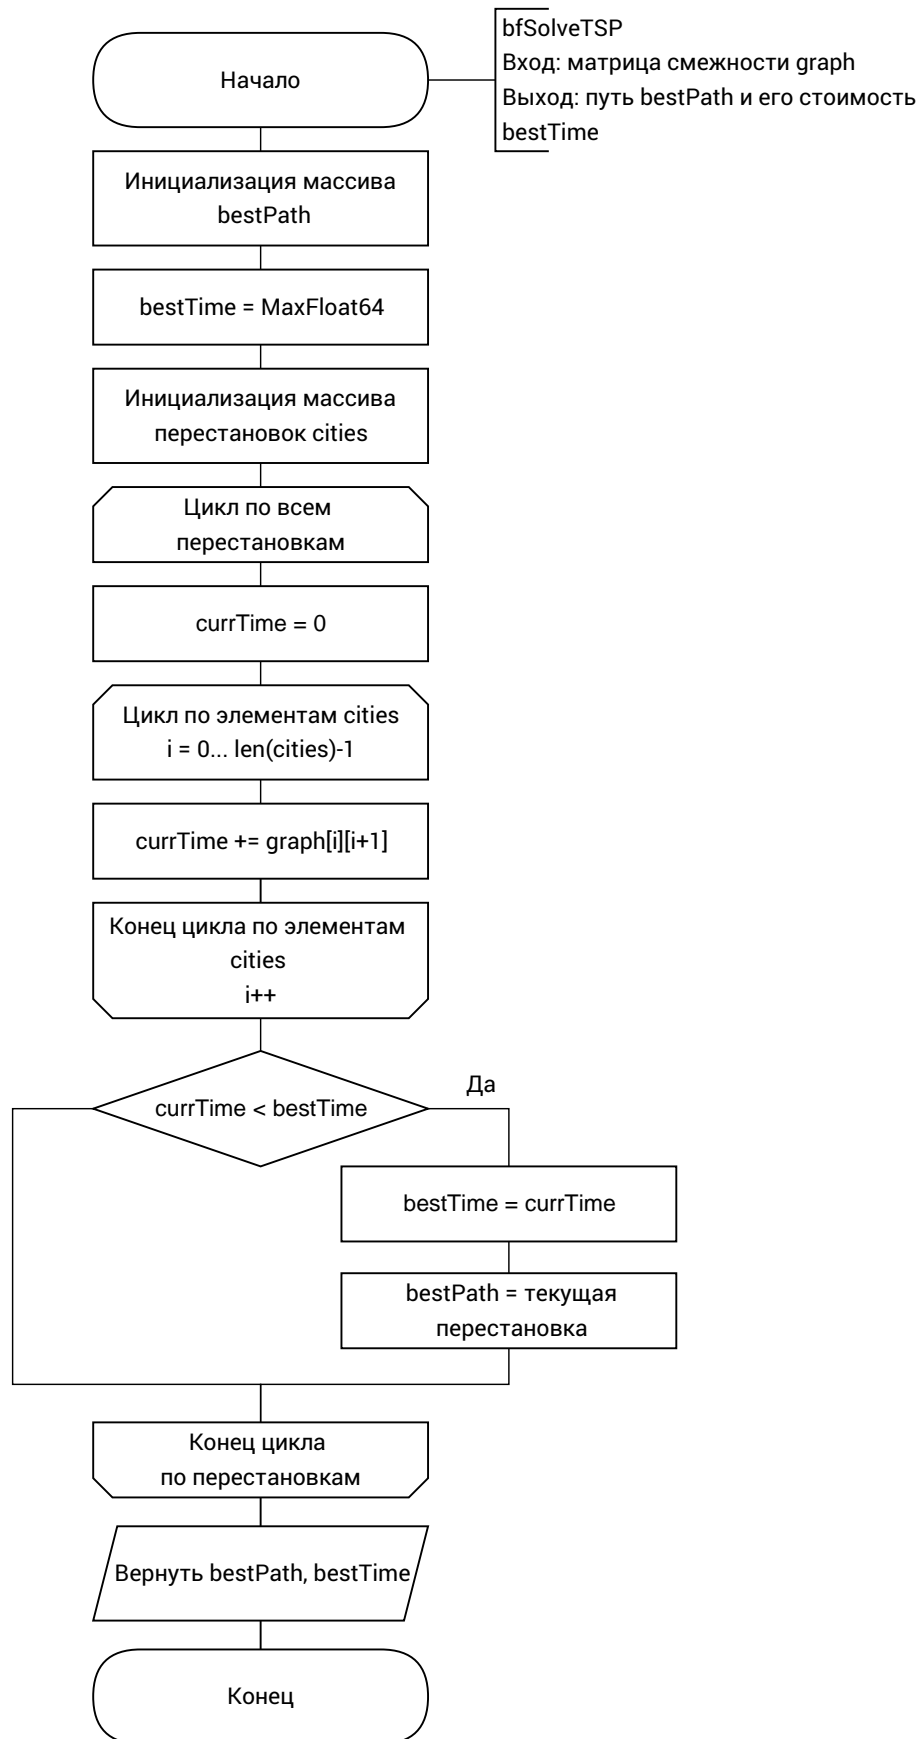 bfSolveTSP
Вход: матрица смежности graph
Выход: путь bestPath и его стоимость
bestTime
Начало
Инициализация массива
bestPath
bestTime = MaxFloat64
Инициализация массива
перестановок cities
Цикл по всем
перестановкам
currTime = 0
Цикл по элементам cities
i = 0... len(cities)-1
currTime += graph[i][i+1]
Конец цикла по элементам
cities
i++
currTime < bestTime
Да
bestTime = currTime
bestPath = текущая
перестановка
Конец цикла
по перестановкам
Вернуть bestPath, bestTime
Конец